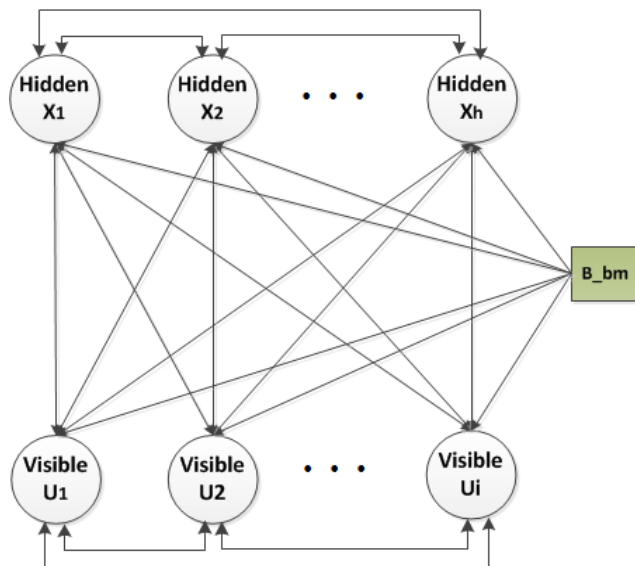 Hidden
X1
Hidden
X2
. . .
Hidden
Xh
B_bm
Visible
U1
Visible
U2
. . .
Visible
Ui